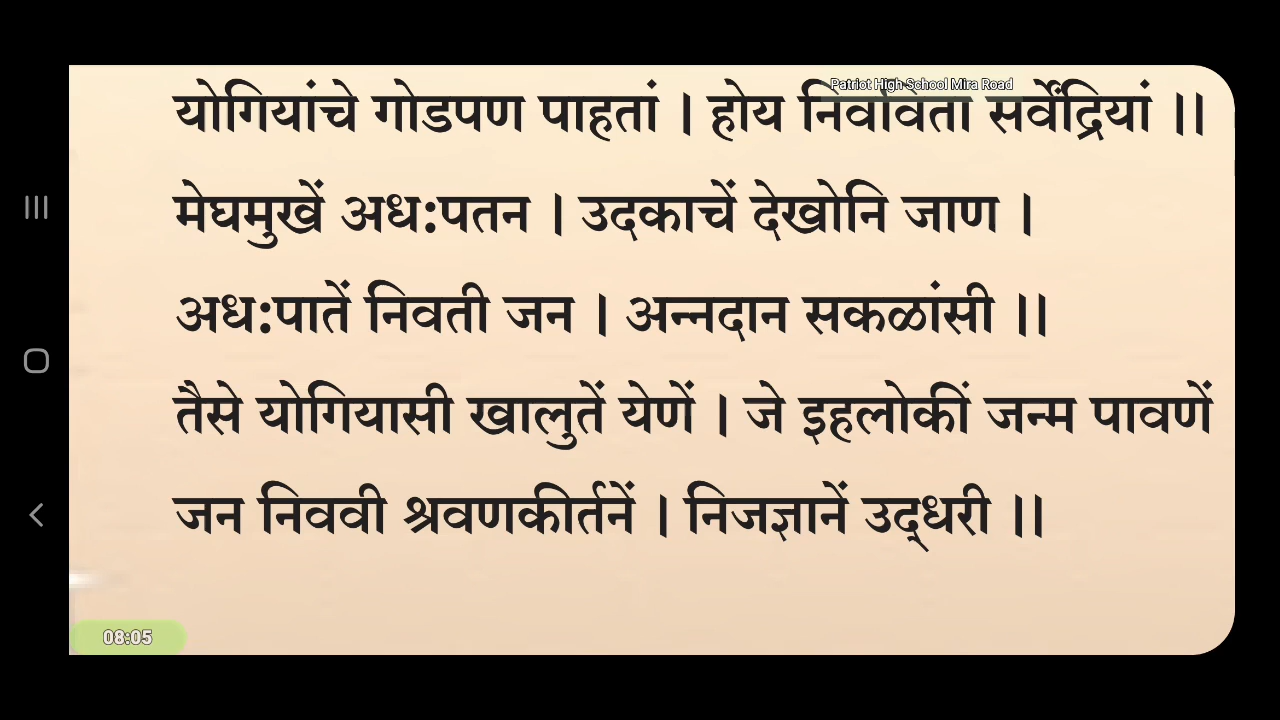 Patriot High School Mira Road
योगियांचे गोडपण पाहतां । होय निवविता सर्वेंद्रियां ।।
मेघमुखें अध:पतन । उदकाचें देखोनि जाण ।
अध:पातें निवती जन । अन्नदान सकळांसी ।।
तैसे योगियासी खालुतें येणें । जे इहलोकीं जन्म पावणें
जन निववी श्रवणकीर्तनें । निजज्ञानें उद्धरी ।।
08:05